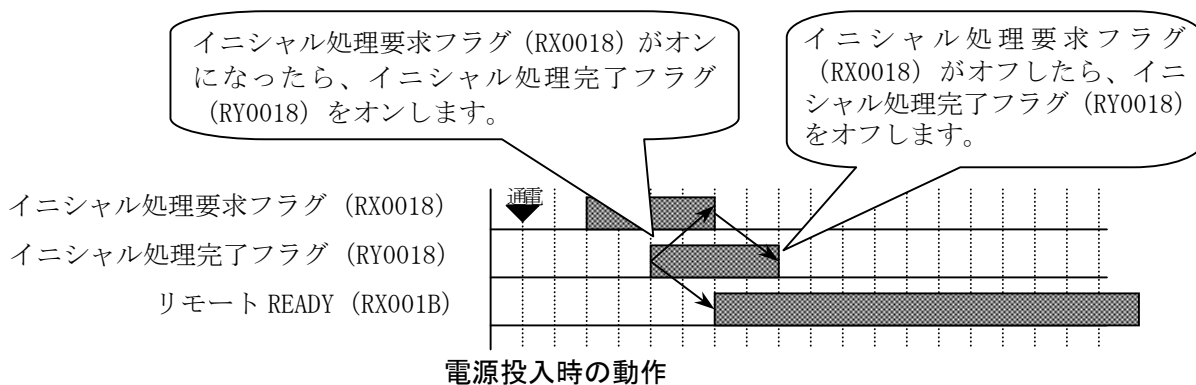 イニシャル処理要求フラグ(RX0018)がオン
になったら、イニシャル処理完了フラグ
(RY0018)をオンします。
イニシャル処理要求フラグ
(RX0018)がオフしたら、イニ
シャル処理完了フラグ(RY0018)
をオフします。
通電
イニシャル処理要求フラグ(RX0018)
イニシャル処理完了フラグ(RY0018)
リモート READY(RX001B)
電源投入時の動作